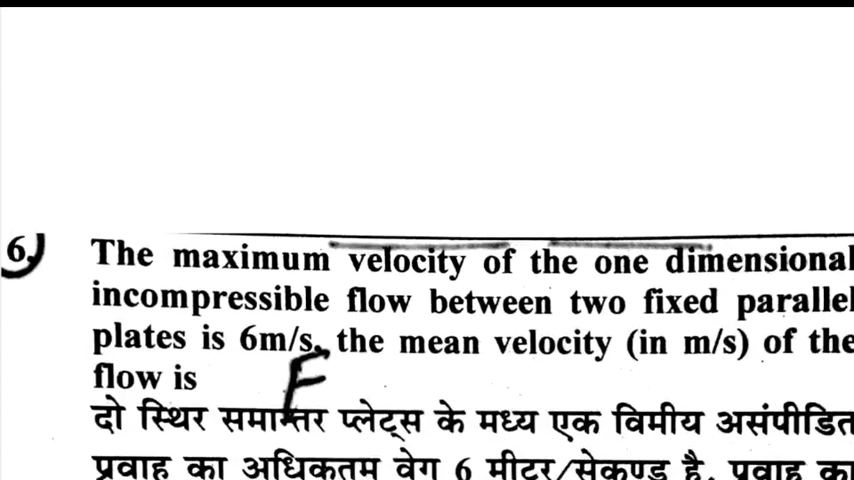 6. The maximum velocity of the one dimensional
incompressible flow between two fixed parallel
plates is 6m/s, the mean velocity (in m/s) of the
flow is
F
दो स्थिर समान्तर प्लेट्स के मध्य एक विमीय असंपीडित
प्रवाह का अधिकतम वेग 6 मीटर/सेकण्ड है, प्रवाह का